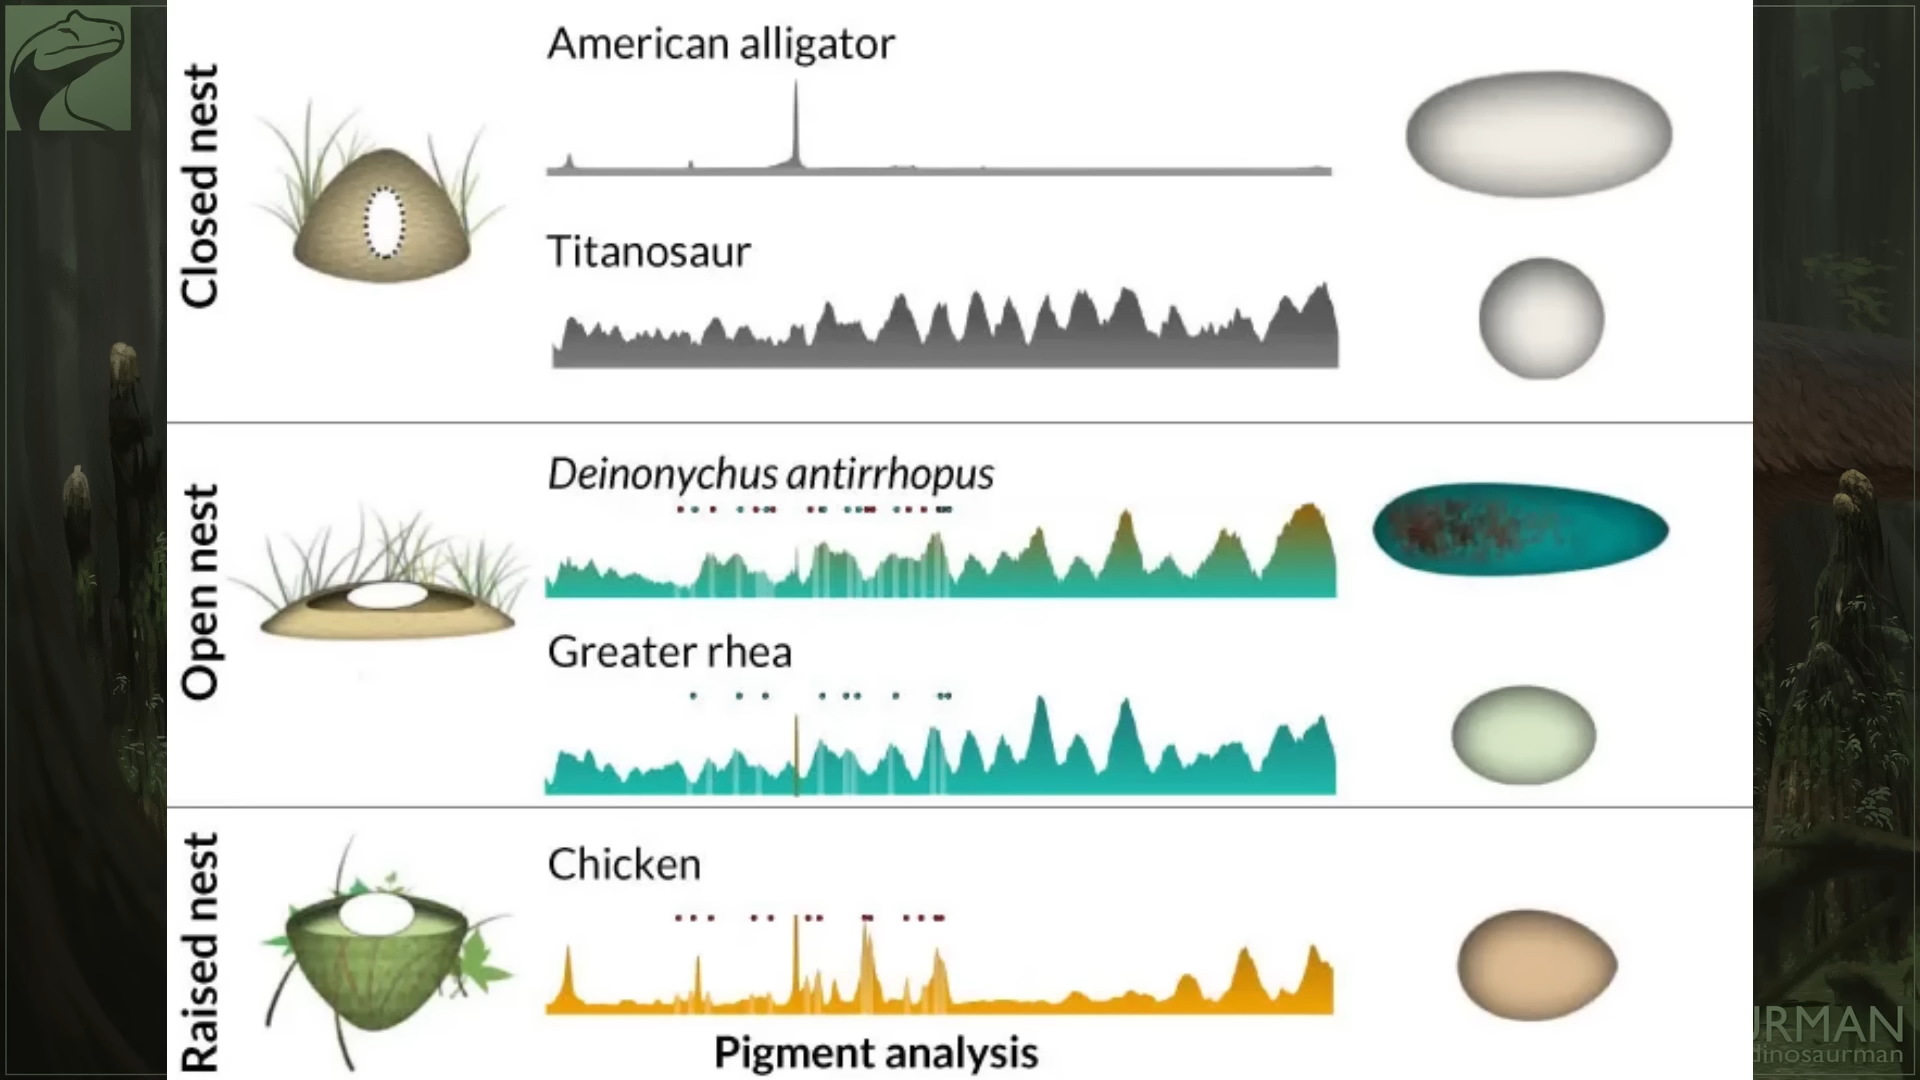 Closed nest
American alligator
Titanosaur
Open nest
Deinonychus antirrhopus
Greater rhea
Raised nest
Chicken
Pigment analysis
URMAN
dinosaurman